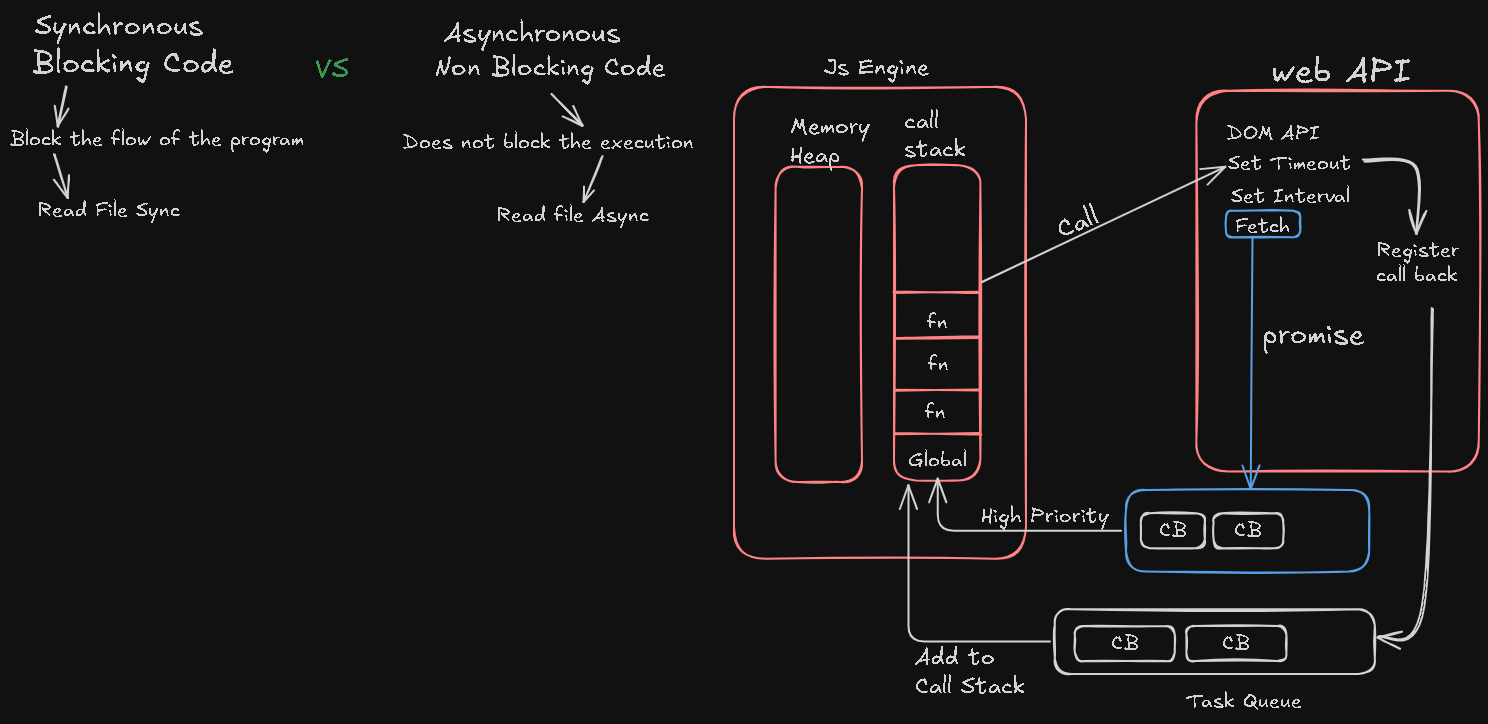 Synchronous
Blocking Code
VS
Asynchronous
Non Blocking Code
Block the flow of the program
Read File Sync
Does not block the execution
Read file Async
Js Engine
Memory
Heap
call
stack
fn
fn
fn
Global
Call
web API
DOM API
Set Timeout
Set Interval
Fetch
Register
call back
promise
High Priority
CB
CB
Add to
Call Stack
CB
CB
Task Queue